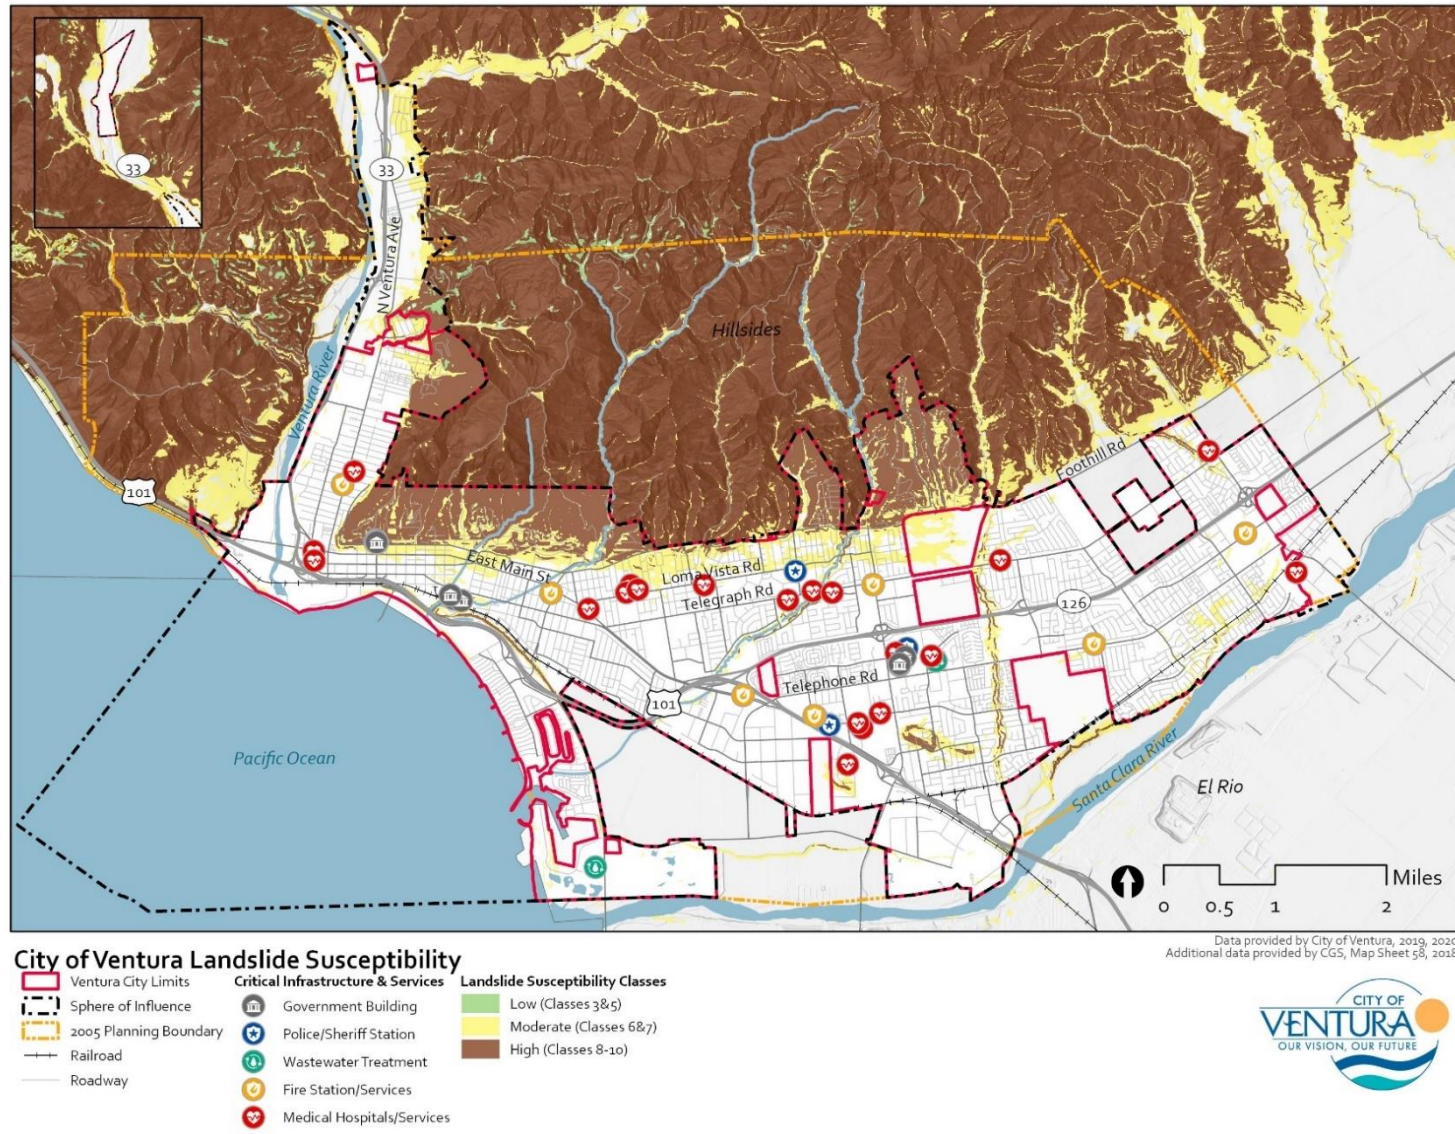 33
33
N Ventura Ave
Hillsides
Ventura River
101
Foothill Rd
East Main St
Loma Vista Rd
Telegraph Rd
126
Telephone Rd
101
Pacific Ocean
Santa Clara River
El Rio
Miles
0 0.5 1 2
Data provided by City of Ventura, 2019, 2020
Additional data provided by CGS, Map Sheet 58, 2018
City of Ventura Landslide Susceptibility
Ventura City Limits
Sphere of Influence
2005 Planning Boundary
Railroad
Roadway
Critical Infrastructure & Services
Government Building
Police/Sheriff Station
Wastewater Treatment
Fire Station/Services
Medical Hospitals/Services
Landslide Susceptibility Classes
Low (Classes 3&5)
Moderate (Classes 6&7)
High (Classes 8-10)
CITY OF
VENTURA
OUR VISION, OUR FUTURE